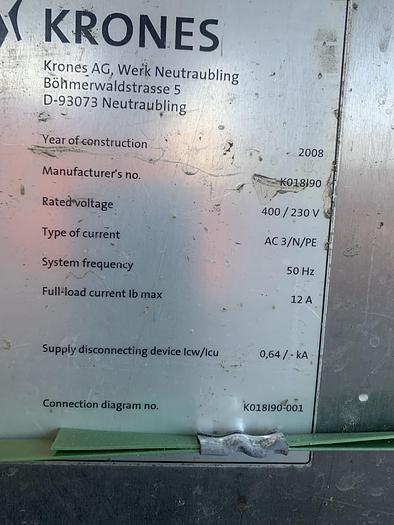 KRONES
Krones AG, Werk Neutraubling
Böhmerwaldstrasse 5
D-93073 Neutraubling
Year of construction 2008
Manufacturer's no. K018I90
Rated voltage 400 / 230 V
Type of current AC 3/N/PE
System frequency 50 Hz
Full-load current Ib max 12 A
Supply disconnecting device Icw/Icu 0,64 / - kA
Connection diagram no. K018I90-001